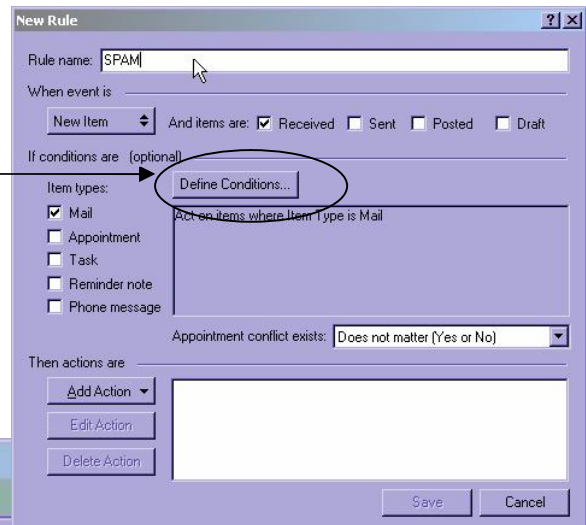 New Rule
Rule name: SPAM
When event is
New Item And items are: Received Sent Posted Draft
If conditions are (optional)
Item types: Define Conditions...
Mail Act on items where Item Type is Mail
Appointment
Task
Reminder note
Phone message
Appointment conflict exists: Does not matter (Yes or No)
Then actions are
Add Action
Edit Action
Delete Action
Save Cancel